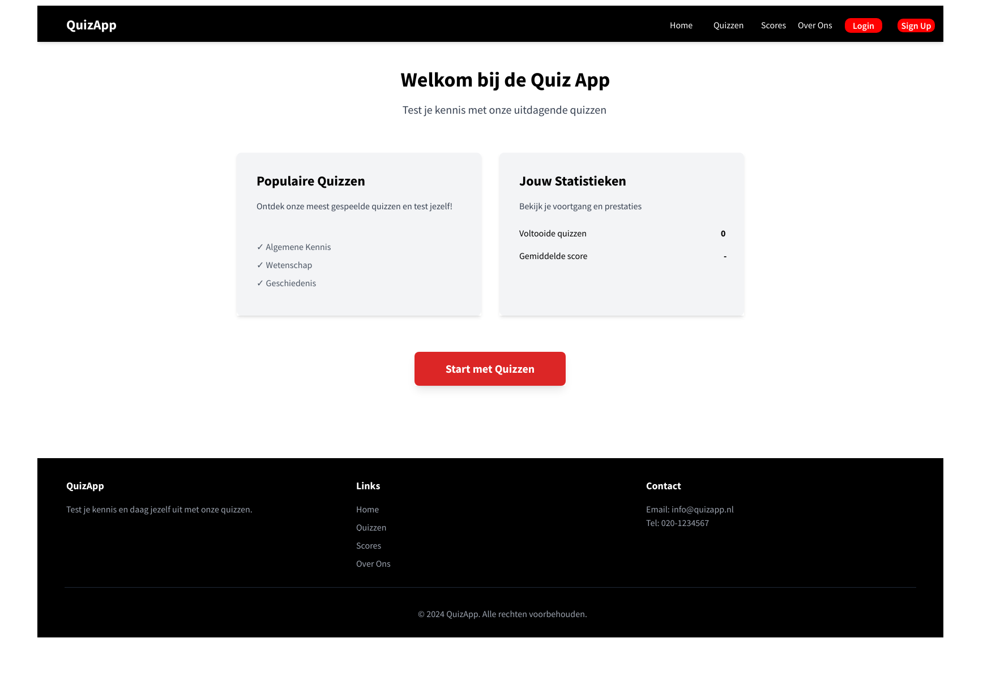 QuizApp
Home Quizzen Scores Over Ons Login Sign Up
Welkom bij de Quiz App
Test je kennis met onze uitdagende quizzen
Populaire Quizzen
Ontdek onze meest gespeelde quizzen en test jezelf!
✓ Algemene Kennis
✓ Wetenschap
✓ Geschiedenis
Jouw Statistieken
Bekijk je voortgang en prestaties
Voltooide quizzen 0
Gemiddelde score -
Start met Quizzen
QuizApp
Test je kennis en daag jezelf uit met onze quizzen.
Links
Home
Quizzen
Scores
Over Ons
Contact
Email: info@quizapp.nl
Tel: 020-1234567
© 2024 QuizApp. Alle rechten voorbehouden.